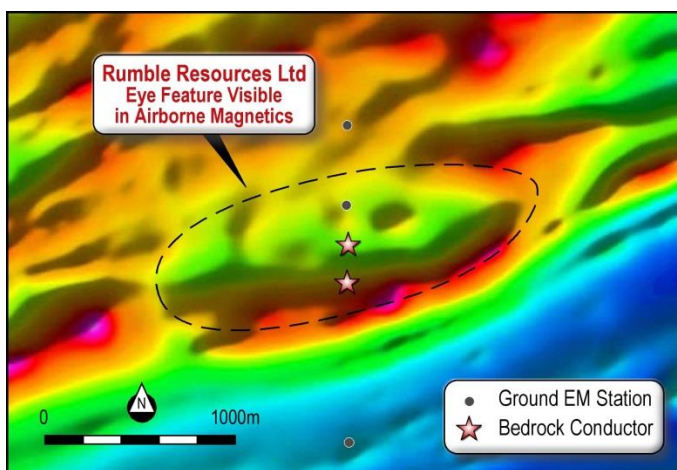 Rumble Resources Ltd
Eye Feature Visible
in Airborne Magnetics
N
0 1000m
Ground EM Station
Bedrock Conductor